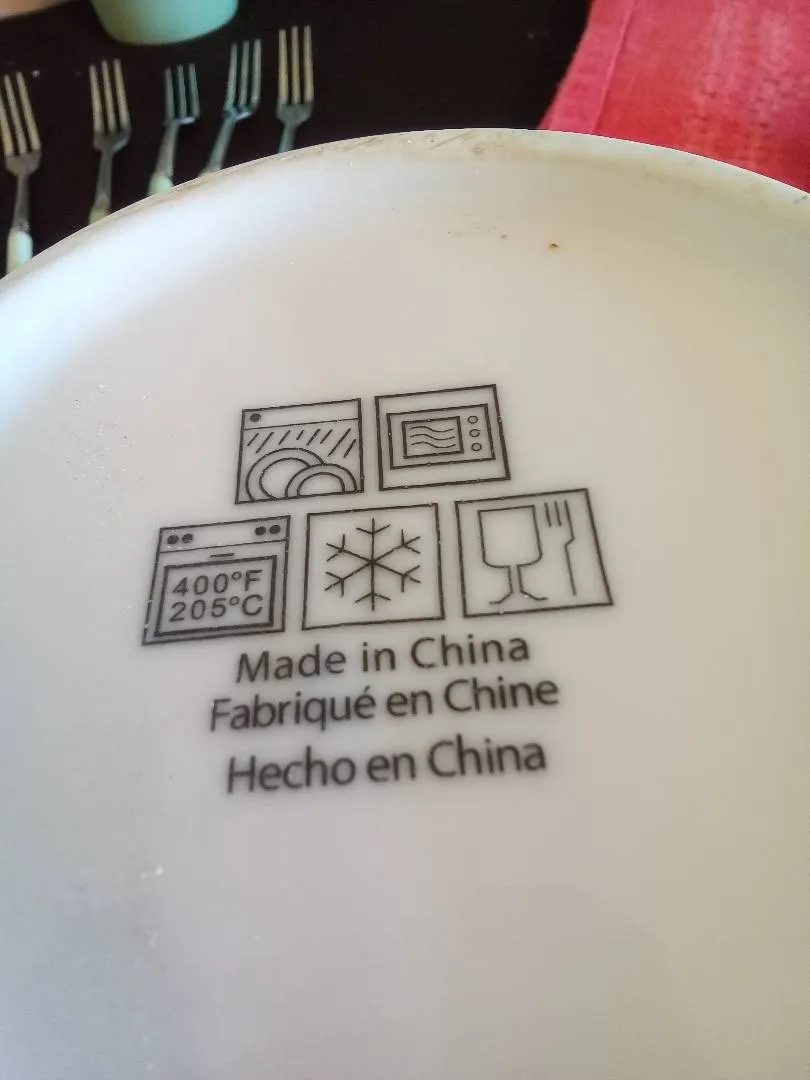 400°F
205°C
Made in China
Fabriqué en Chine
Hecho en China